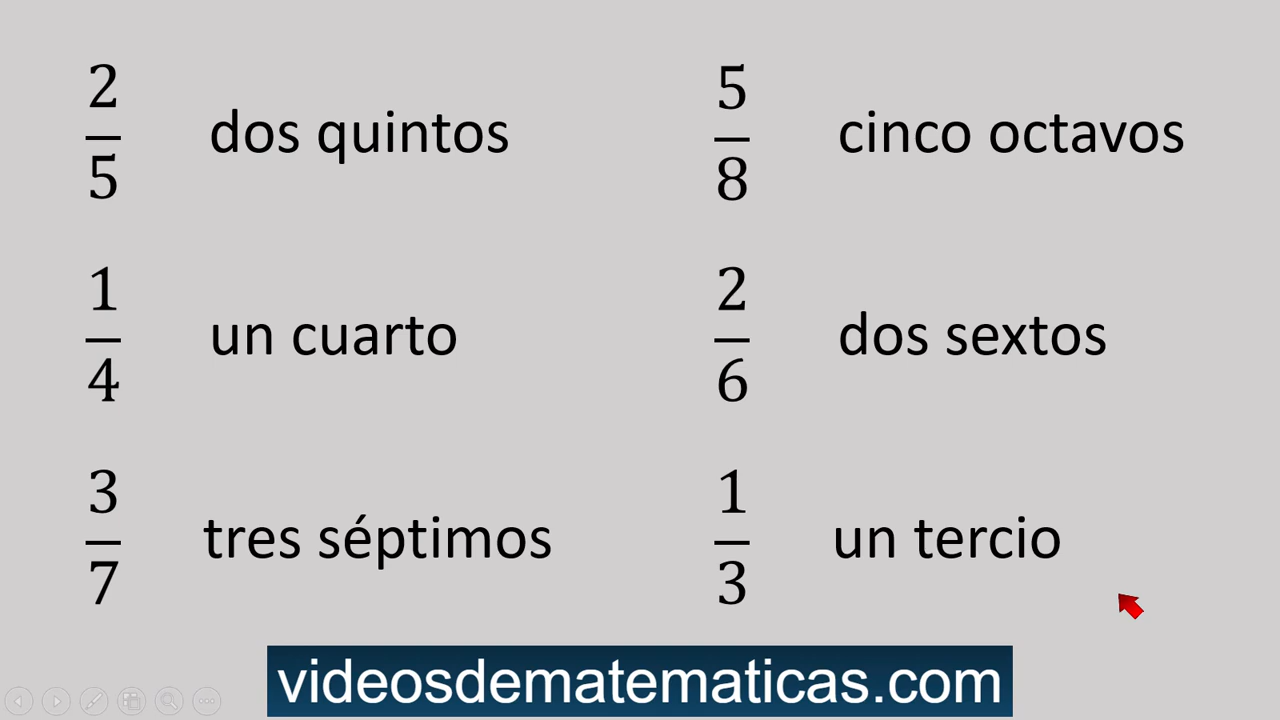 2/5 dos quintos
5/8 cinco octavos
1/4 un cuarto
2/6 dos sextos
3/7 tres séptimos
1/3 un tercio
videosdematematicas.com